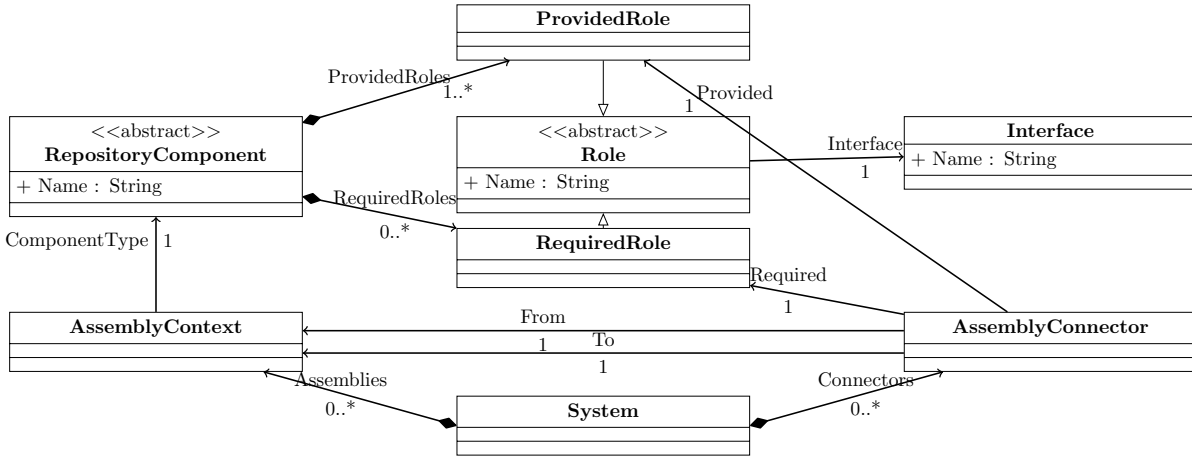 ProvidedRole
ProvidedRoles
1..*
Provided
1
<<abstract>>
RepositoryComponent
+ Name : String
<<abstract>>
Role
+ Name : String
Interface
1
Interface
+ Name : String
RequiredRoles
0..*
ComponentType
1
RequiredRole
Required
1
AssemblyContext
From
1
To
1
AssemblyConnector
Assemblies
0..*
System
Connectors
0..*